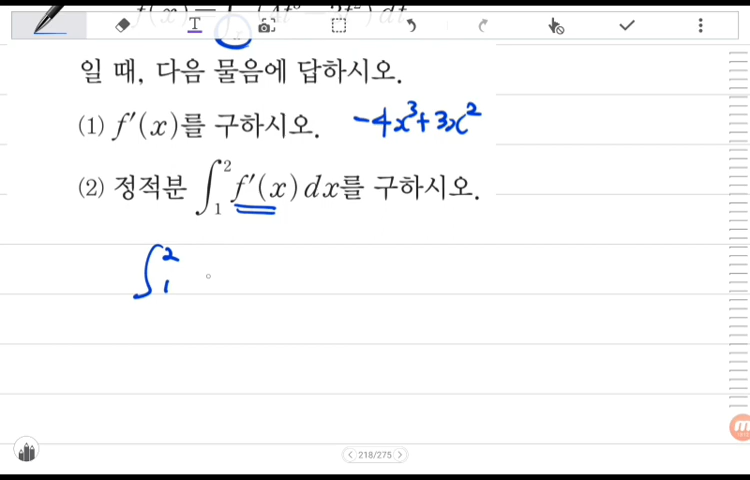 일 때, 다음 물음에 답하시오.
(1) f′(x)를 구하시오. -4x³+3x²
(2) 정적분 ∫₁² f′(x) dx를 구하시오.
∫₁²
218/275